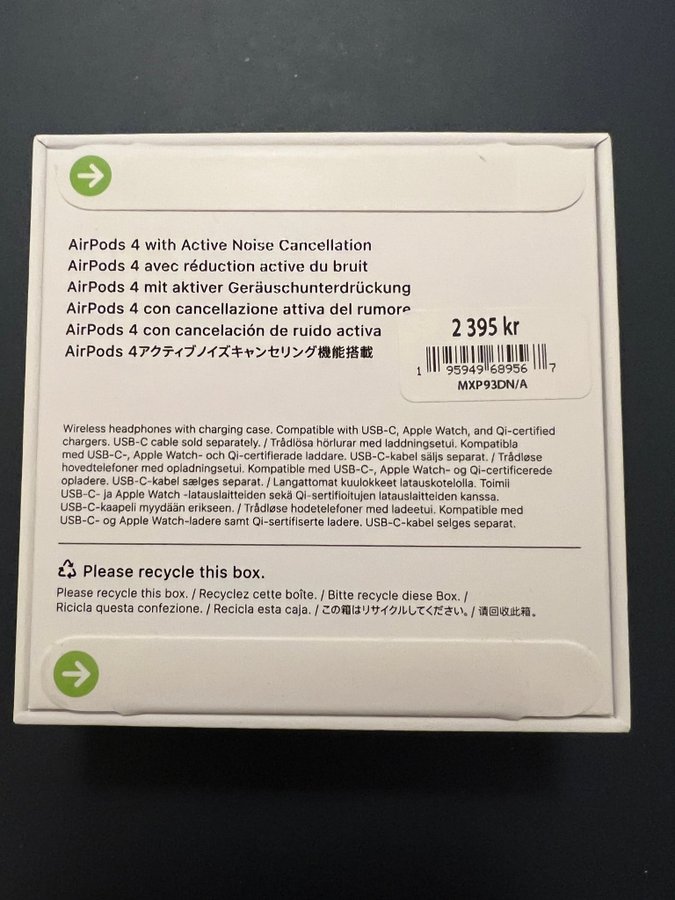 AirPods 4 with Active Noise Cancellation
AirPods 4 avec réduction active du bruit
AirPods 4 mit aktiver Geräuschunterdrückung
AirPods 4 con cancellazione attiva del rumore
AirPods 4 con cancelación de ruido activa
AirPods 4アクティブノイズキャンセリング機能搭載
2 395 kr
1 95949 68956 7
MXP93DN/A
Wireless headphones with charging case. Compatible with USB-C, Apple Watch, and Qi-certified
chargers. USB-C cable sold separately. / Trådlösa hörlurar med laddningsetui. Kompatibla
med USB-C-, Apple Watch- och Qi-certifierade laddare. USB-C-kabel säljs separat. / Trådløse
hovedtelefoner med opladningsetui. Kompatible med USB-C-, Apple Watch- og Qi-certificerede
opladere. USB-C-kabel sælges separat. / Langattomat kuulokkeet latauskotelolla. Toimii
USB-C- ja Apple Watch -latauslaitteiden sekä Qi-sertifioitujen latauslaitteiden kanssa.
USB-C-kaapeli myydään erikseen. / Trådløse hodetelefoner med ladeetui. Kompatible med
USB-C- og Apple Watch-ladere samt Qi-sertifiserte ladere. USB-C-kabel selges separat.
Please recycle this box.
Please recycle this box. / Recyclez cette boîte. / Bitte recycle diese Box. /
Ricicla questa confezione. / Recicla esta caja. / この箱はリサイクルしてください。/ 请回收此箱。